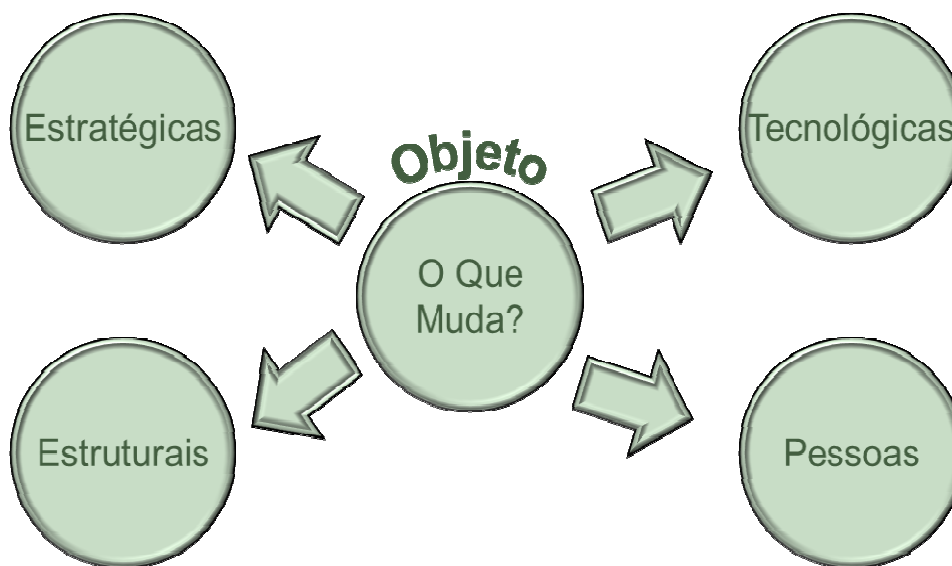 Estratégicas
Tecnológicas
Objeto
O Que
Muda?
Estruturais
Pessoas